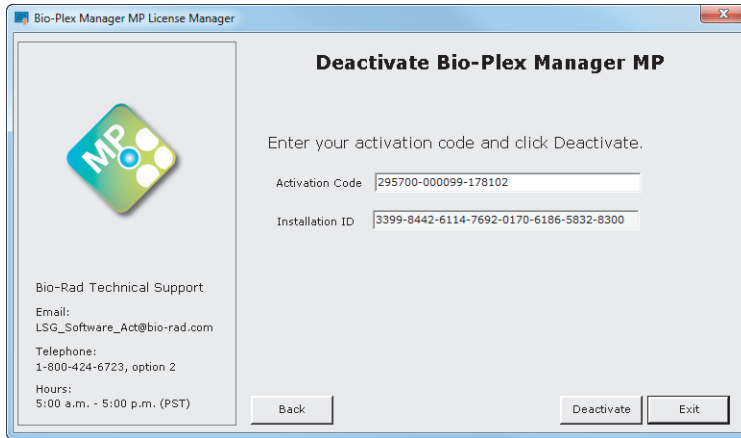 Bio-Plex Manager MP License Manager
Deactivate Bio-Plex Manager MP
MP
Enter your activation code and click Deactivate.
Activation Code 295700-000099-178102
Installation ID 3399-8442-6114-7692-0170-6186-5832-8300
Bio-Rad Technical Support
Email:
LSG_Software_Act@bio-rad.com
Telephone:
1-800-424-6723, option 2
Hours:
5:00 a.m. - 5:00 p.m. (PST)
Back Deactivate Exit